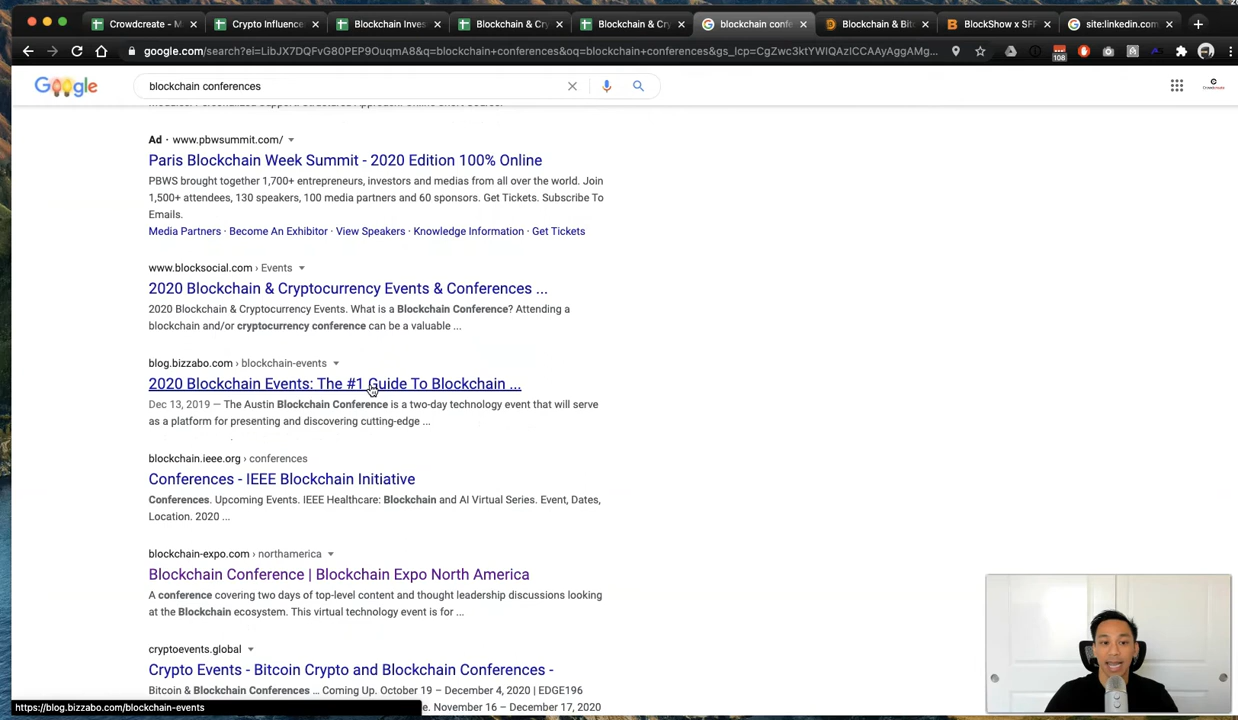 Crowdcreate - M
Crypto Influence
Blockchain Inves
Blockchain & Cry
Blockchain & Cry
blockchain confe
Blockchain & Bit
BlockShow x SF
site:linkedin.com
google.com/search?ei=LibJX7DQFvG80PEP9OuqmA8&q=blockchain+conferences&oq=blockchain+conferences&gs_lcp=CgZwc3ktYWIQAzICCAAyAggAMg...
108
Google
blockchain conferences
Ad · www.pbwsummit.com/
Paris Blockchain Week Summit - 2020 Edition 100% Online
PBWS brought together 1,700+ entrepreneurs, investors and medias from all over the world. Join
1,500+ attendees, 130 speakers, 100 media partners and 60 sponsors. Get Tickets. Subscribe To
Emails.
Media Partners · Become An Exhibitor · View Speakers · Knowledge Information · Get Tickets
www.blocksocial.com › Events
2020 Blockchain & Cryptocurrency Events & Conferences ...
2020 Blockchain & Cryptocurrency Events. What is a Blockchain Conference? Attending a
blockchain and/or cryptocurrency conference can be a valuable ...
blog.bizzabo.com › blockchain-events
2020 Blockchain Events: The #1 Guide To Blockchain ...
Dec 13, 2019 — The Austin Blockchain Conference is a two-day technology event that will serve
as a platform for presenting and discovering cutting-edge ...
blockchain.ieee.org › conferences
Conferences - IEEE Blockchain Initiative
Conferences. Upcoming Events. IEEE Healthcare: Blockchain and AI Virtual Series. Event, Dates,
Location. 2020 ...
blockchain-expo.com › northamerica
Blockchain Conference | Blockchain Expo North America
A conference covering two days of top-level content and thought leadership discussions looking
at the Blockchain ecosystem. This virtual technology event is for ...
cryptoevents.global
Crypto Events - Bitcoin Crypto and Blockchain Conferences -
Bitcoin & Blockchain Conferences ... Coming Up. October 19 – December 4, 2020 | EDGE196
https://blog.bizzabo.com/blockchain-events
e. November 16 – December 17, 2020